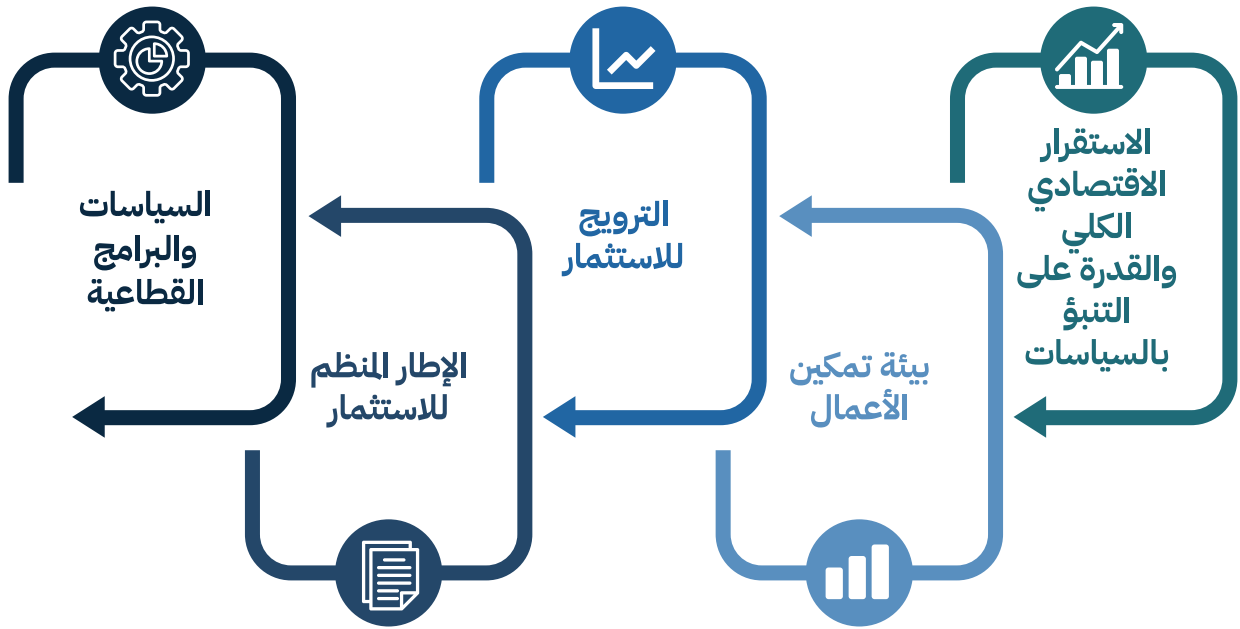 الاستقرار
الاقتصادي
الكلي
والقدرة على
التنبؤ
بالسياسات
بيئة تمكين
الأعمال
الترويج
للاستثمار
الإطار المنظم
للاستثمار
السياسات
والبرامج
القطاعية